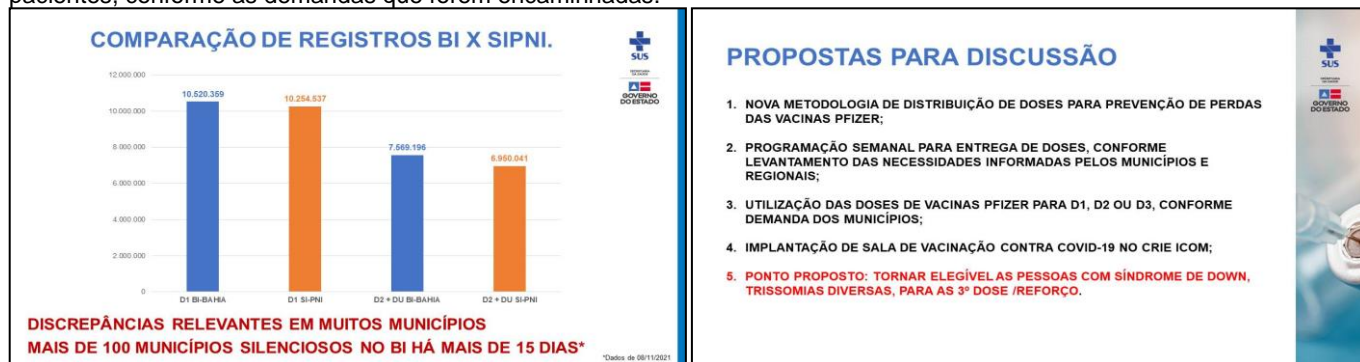 pacientes, conforme as demandas que forem encaminhadas.
COMPARAÇÃO DE REGISTROS BI X SIPNI.
SUS
GOVERNO
DO ESTADO
12.000.000
10.000.000
8.000.000
6.000.000
4.000.000
2.000.000
0
10.520.359
10.254.537
7.569.196
6.950.041
D1 BI-BAHIA
D1 SI-PNI
D2 + DU BI-BAHIA
D2 + DU SI-PNI
DISCREPÂNCIAS RELEVANTES EM MUITOS MUNICÍPIOS
MAIS DE 100 MUNICÍPIOS SILENCIOSOS NO BI HÁ MAIS DE 15 DIAS*
*Dados de 08/11/2021
PROPOSTAS PARA DISCUSSÃO
SUS
GOVERNO
DO ESTADO
1. NOVA METODOLOGIA DE DISTRIBUIÇÃO DE DOSES PARA PREVENÇÃO DE PERDAS
DAS VACINAS PFIZER;
2. PROGRAMAÇÃO SEMANAL PARA ENTREGA DE DOSES, CONFORME
LEVANTAMENTO DAS NECESSIDADES INFORMADAS PELOS MUNICÍPIOS E
REGIONAIS;
3. UTILIZAÇÃO DAS DOSES DE VACINAS PFIZER PARA D1, D2 OU D3, CONFORME
DEMANDA DOS MUNICÍPIOS;
4. IMPLANTAÇÃO DE SALA DE VACINAÇÃO CONTRA COVID-19 NO CRIE ICOM;
5. PONTO PROPOSTO: TORNAR ELEGÍVEL AS PESSOAS COM SÍNDROME DE DOWN,
TRISSOMIAS DIVERSAS, PARA AS 3º DOSE /REFORÇO.